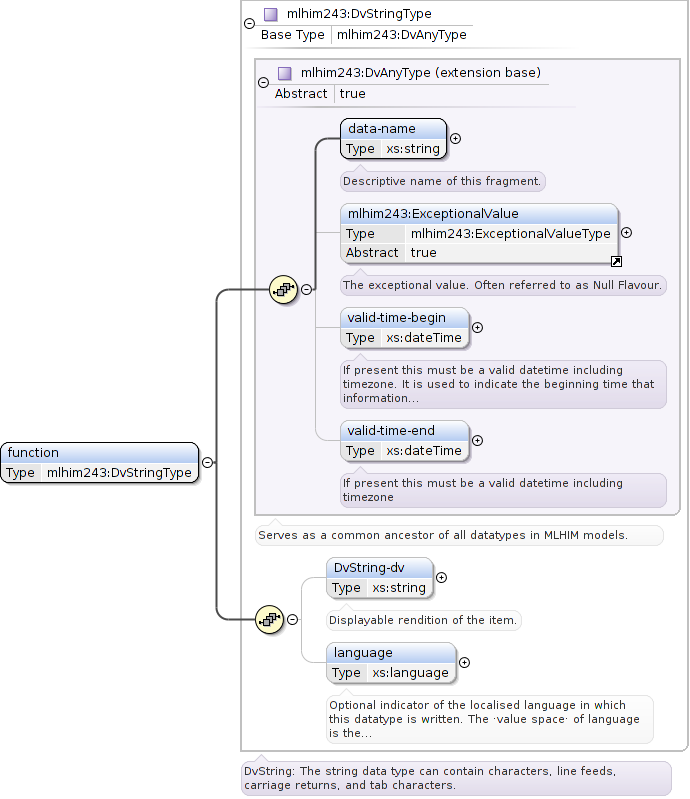 mlhim243:DvStringType
Base Type mlhim243:DvAnyType
mlhim243:DvAnyType (extension base)
Abstract true
data-name
Type xs:string
Descriptive name of this fragment.
mlhim243:ExceptionalValue
Type mlhim243:ExceptionalValueType
Abstract true
The exceptional value. Often referred to as Null Flavour.
valid-time-begin
Type xs:dateTime
If present this must be a valid datetime including
timezone. It is used to indicate the beginning time that
information...
valid-time-end
Type xs:dateTime
If present this must be a valid datetime including
timezone
function
Type mlhim243:DvStringType
Serves as a common ancestor of all datatypes in MLHIM models.
DvString-dv
Type xs:string
Displayable rendition of the item.
language
Type xs:language
Optional indicator of the localised language in which
this datatype is written. The ·value space· of language
is the...
DvString: The string data type can contain characters, line feeds,
carriage returns, and tab characters.